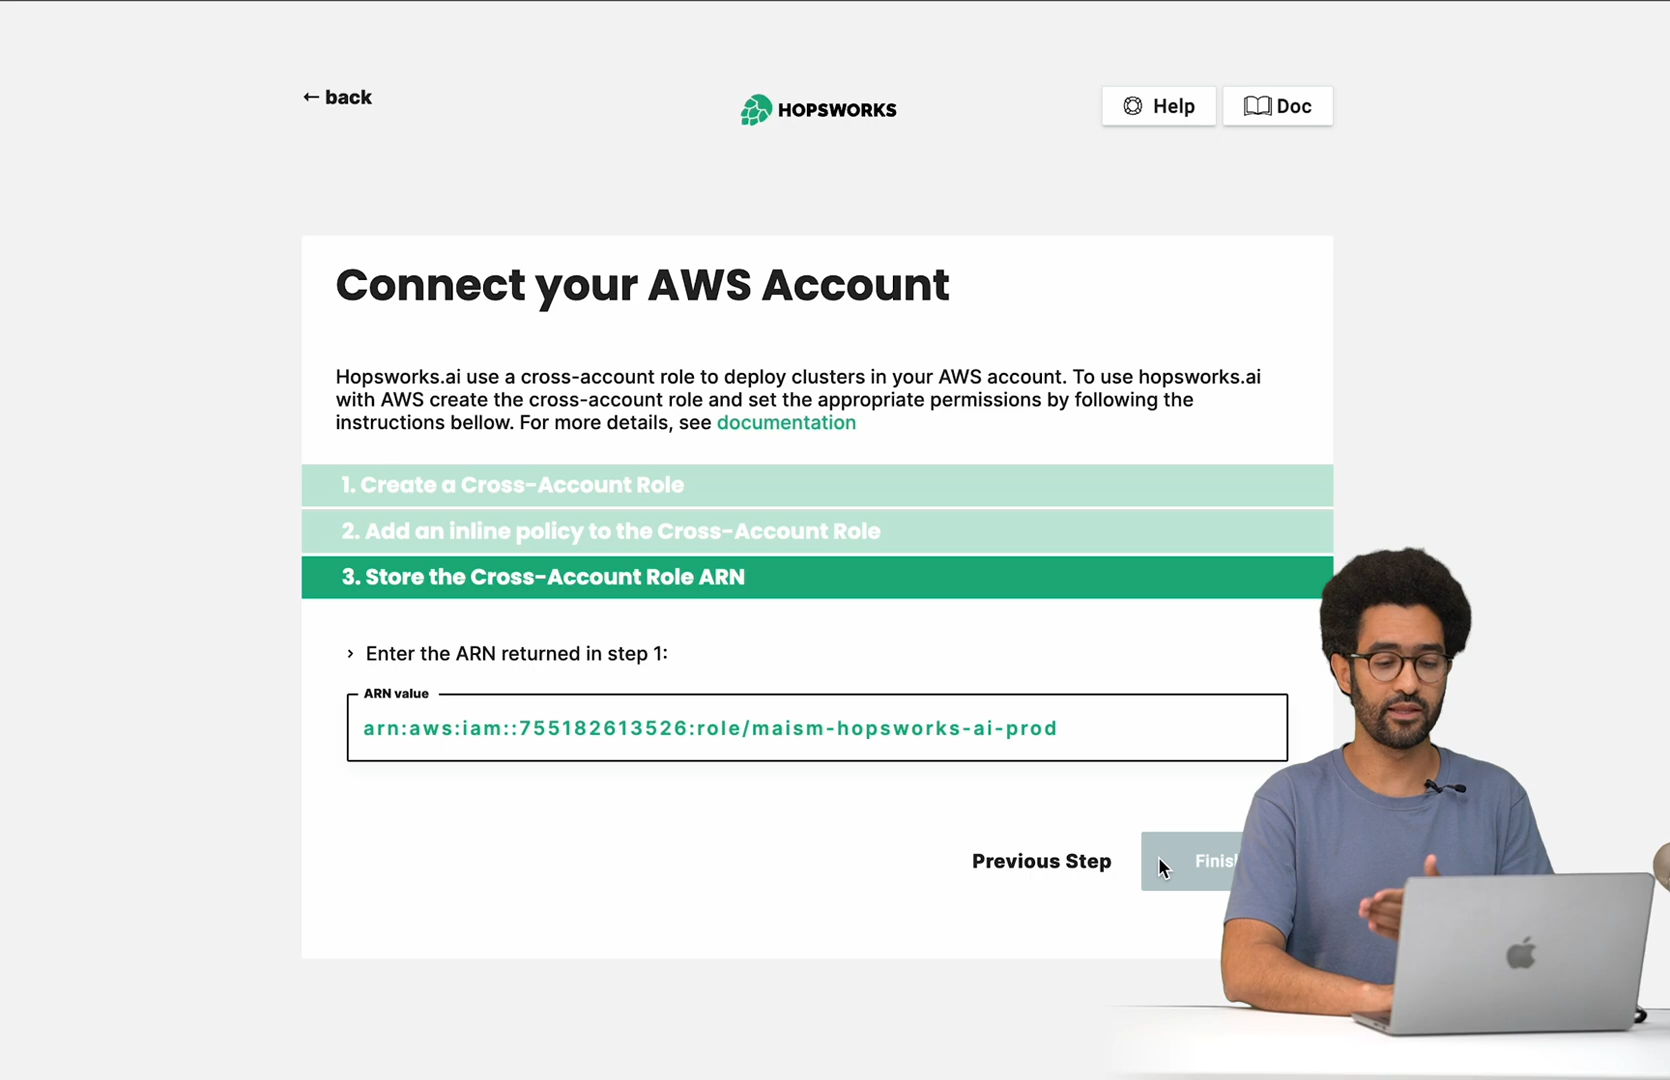 ← back
HOPSWORKS
Help
Doc
Connect your AWS Account
Hopsworks.ai use a cross-account role to deploy clusters in your AWS account. To use hopsworks.ai
with AWS create the cross-account role and set the appropriate permissions by following the
instructions bellow. For more details, see documentation
1. Create a Cross-Account Role
2. Add an inline policy to the Cross-Account Role
3. Store the Cross-Account Role ARN
› Enter the ARN returned in step 1:
ARN value
arn:aws:iam::755182613526:role/maism-hopsworks-ai-prod
Previous Step